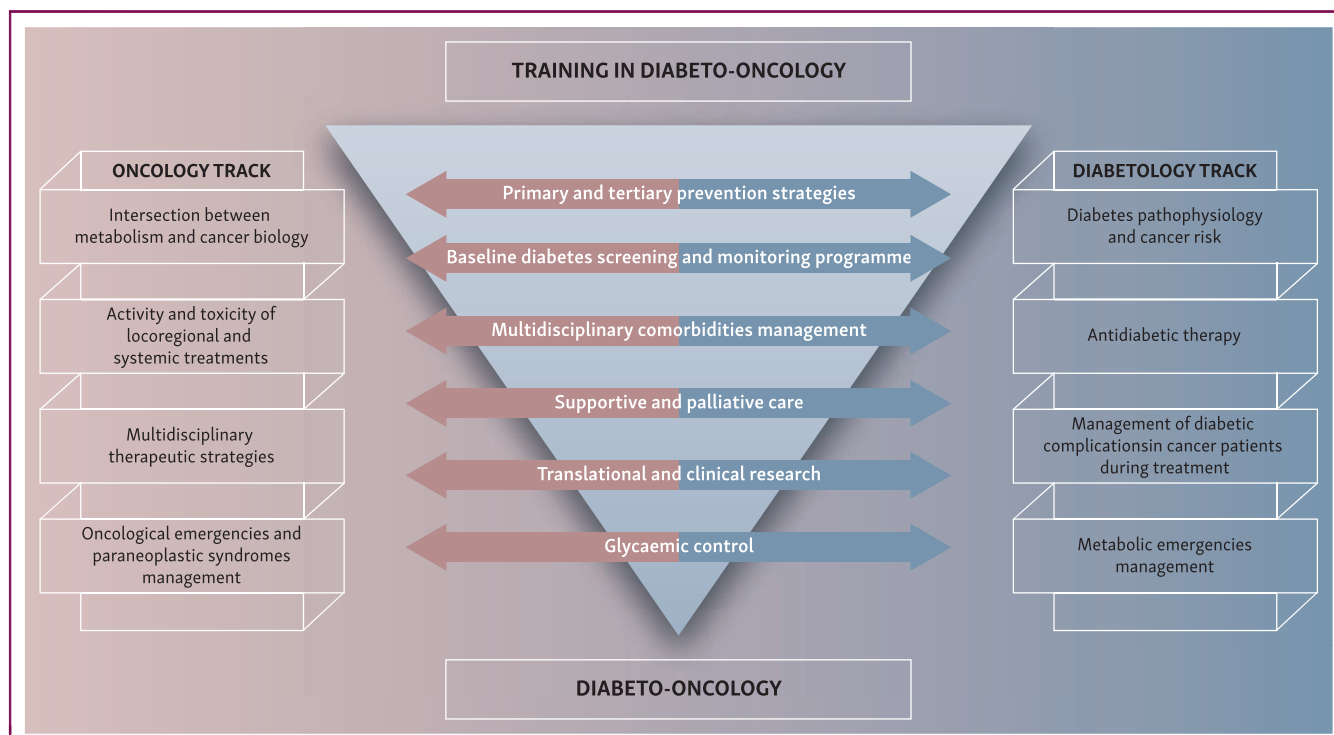 TRAINING IN DIABETO-ONCOLOGY
ONCOLOGY TRACK
Intersection between
metabolism and cancer biology
Activity and toxicity of
locoregional and
systemic treatments
Multidisciplinary
therapeutic strategies
Oncological emergencies and
paraneoplastic syndromes
management
Primary and tertiary prevention strategies
Baseline diabetes screening and monitoring programme
Multidisciplinary comorbidities management
Supportive and palliative care
Translational and clinical research
Glycaemic control
DIABETOLOGY TRACK
Diabetes pathophysiology
and cancer risk
Antidiabetic therapy
Management of diabetic
complicationsin cancer patients
during treatment
Metabolic emergencies
management
DIABETO-ONCOLOGY